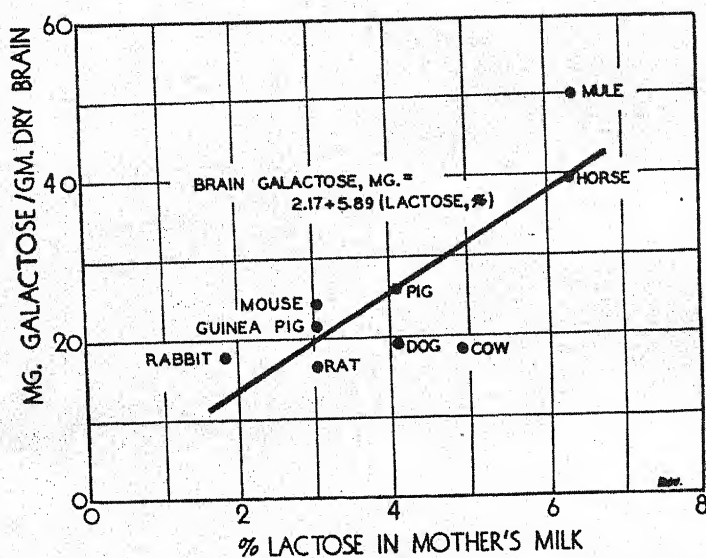 MG. GALACTOSE/GM. DRY BRAIN
60
40
20
0
MULE
BRAIN GALACTOSE, MG.=
2.17+5.89 (LACTOSE,%)
HORSE
MOUSE
PIG
GUINEA PIG
RABBIT
RAT
DOG
COW
0
2
4
6
8
% LACTOSE IN MOTHER'S MILK